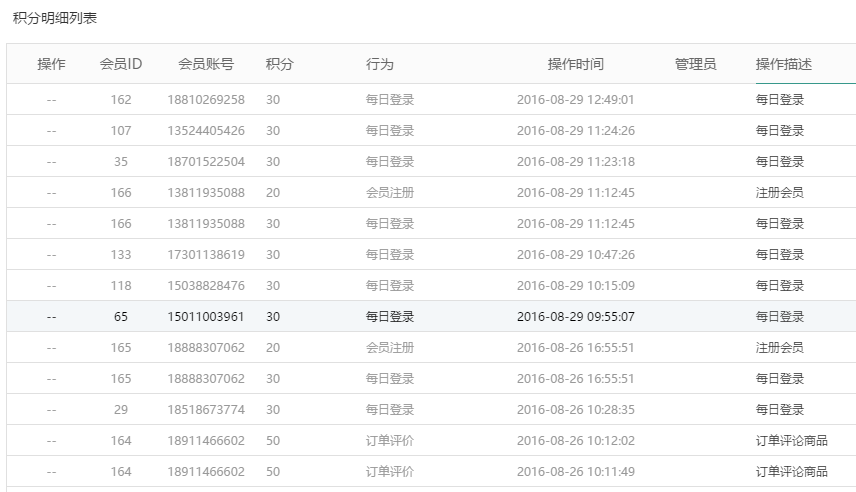 积分明细列表
操作 会员ID 会员账号 积分 行为 操作时间 管理员 操作描述
-- 162 18810269258 30 每日登录 2016-08-29 12:49:01 每日登录
-- 107 13524405426 30 每日登录 2016-08-29 11:24:26 每日登录
-- 35 18701522504 30 每日登录 2016-08-29 11:23:18 每日登录
-- 166 13811935088 20 会员注册 2016-08-29 11:12:45 注册会员
-- 166 13811935088 30 每日登录 2016-08-29 11:12:45 每日登录
-- 133 17301138619 30 每日登录 2016-08-29 10:47:26 每日登录
-- 118 15038828476 30 每日登录 2016-08-29 10:15:09 每日登录
-- 65 15011003961 30 每日登录 2016-08-29 09:55:07 每日登录
-- 165 18888307062 20 会员注册 2016-08-26 16:55:51 注册会员
-- 165 18888307062 30 每日登录 2016-08-26 16:55:51 每日登录
-- 29 18518673774 30 每日登录 2016-08-26 10:28:35 每日登录
-- 164 18911466602 50 订单评价 2016-08-26 10:12:02 订单评论商品
-- 164 18911466602 50 订单评价 2016-08-26 10:11:49 订单评论商品